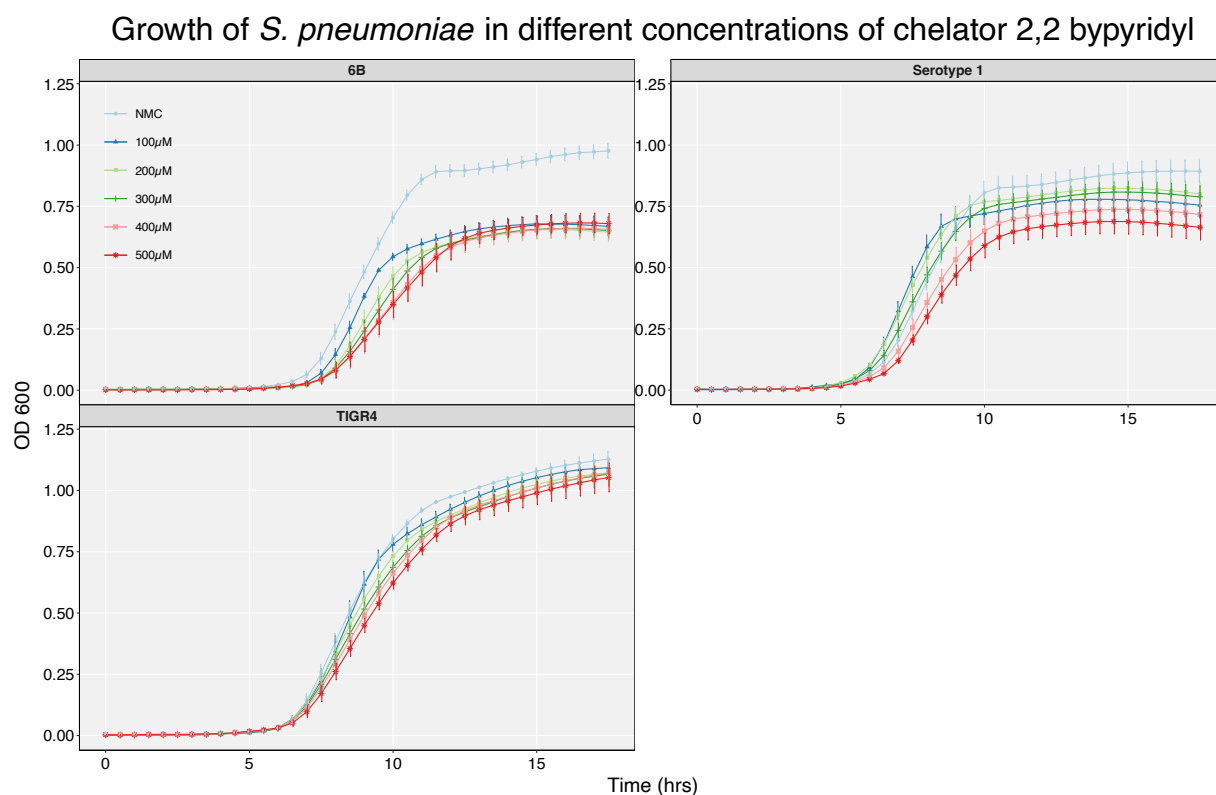 Growth of S. pneumoniae in different concentrations of chelator 2,2 bypyridyl
6B
Serotype 1
1.25
1.00
0.75
0.50
0.25
0.00
NMC
100µM
200µM
300µM
400µM
500µM
1.25
1.00
0.75
0.50
0.25
0.00
0 5 10 15
TIGR4
1.25
1.00
0.75
0.50
0.25
0.00
0 5 10 15
OD 600
Time (hrs)